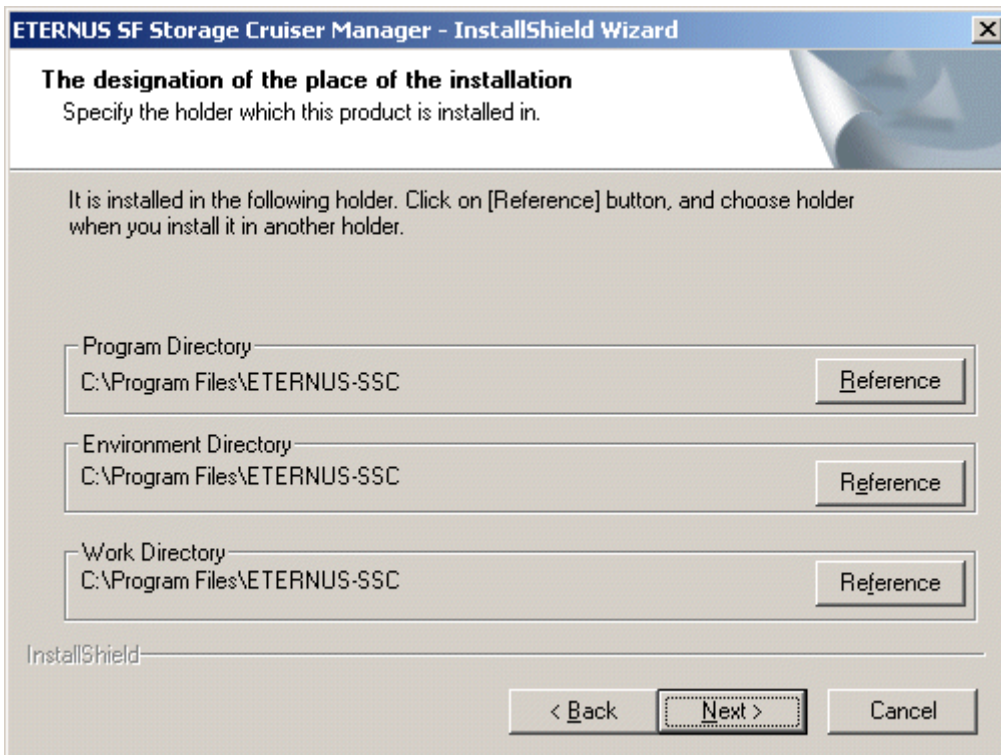 ETERNUS SF Storage Cruiser Manager - InstallShield Wizard
The designation of the place of the installation
Specify the holder which this product is installed in.
It is installed in the following holder. Click on [Reference] button, and choose holder
when you install it in another holder.
Program Directory
C:\Program Files\ETERNUS-SSC
Reference
Environment Directory
C:\Program Files\ETERNUS-SSC
Reference
Work Directory
C:\Program Files\ETERNUS-SSC
Reference
InstallShield
< Back
Next >
Cancel